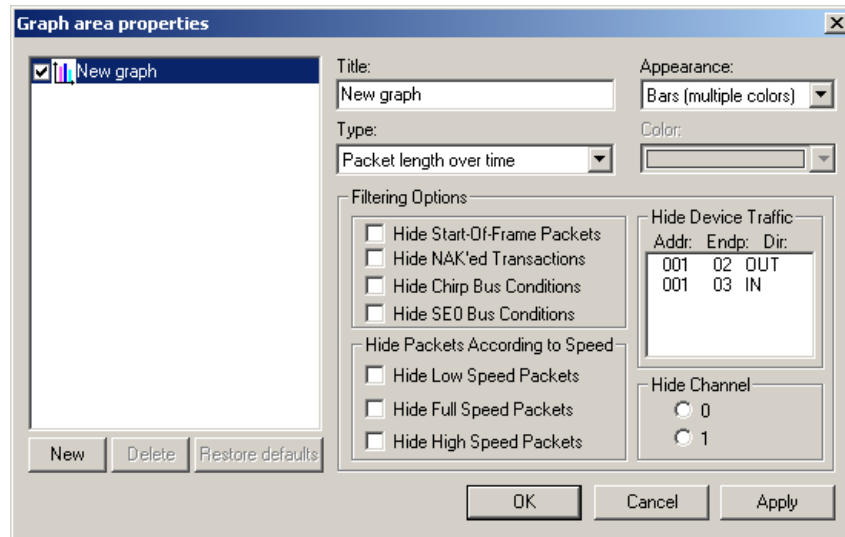 Graph area properties
New graph
Title:
New graph
Appearance:
Bars (multiple colors)
Type:
Packet length over time
Color:
Filtering Options
Hide Start-Of-Frame Packets
Hide NAK'ed Transactions
Hide Chirp Bus Conditions
Hide SE0 Bus Conditions
Hide Device Traffic
Addr: Endp: Dir:
001 02 OUT
001 03 IN
Hide Packets According to Speed
Hide Low Speed Packets
Hide Full Speed Packets
Hide High Speed Packets
Hide Channel
0
1
New Delete Restore defaults
OK Cancel Apply